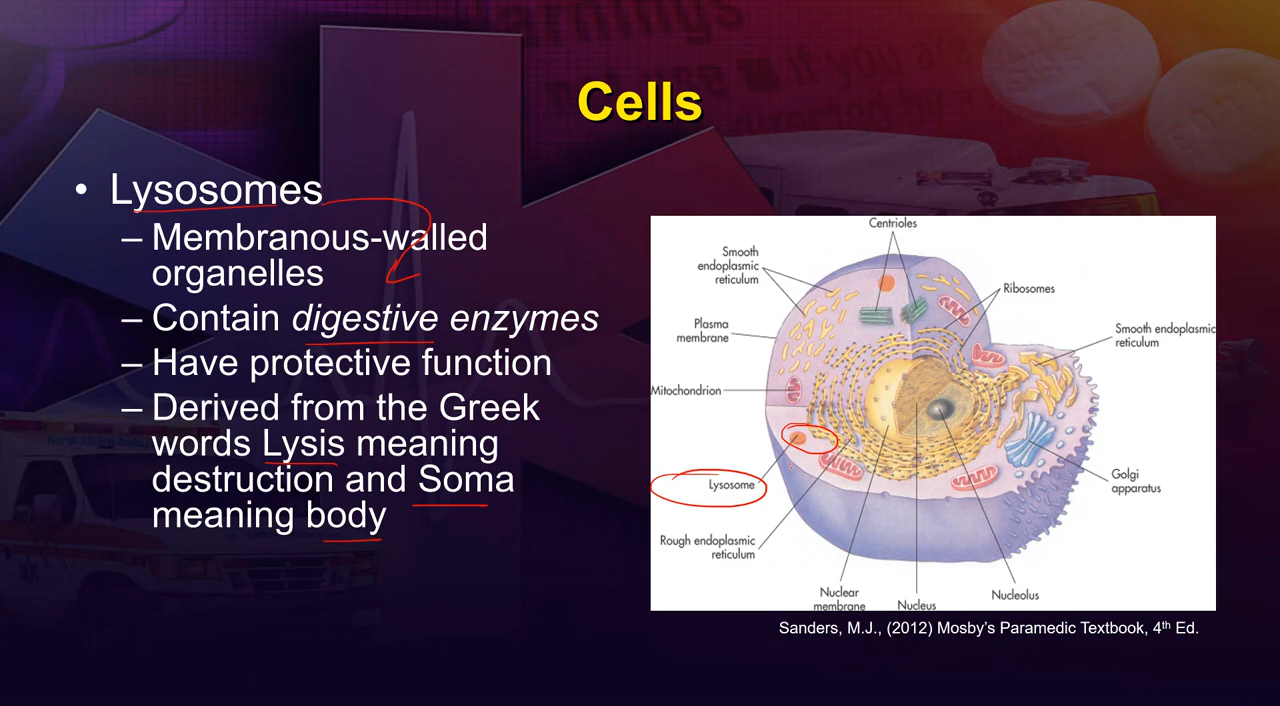 Cells
• Lysosomes
– Membranous-walled
organelles
– Contain digestive enzymes
– Have protective function
– Derived from the Greek
words Lysis meaning
destruction and Soma
meaning body
Centrioles
Smooth
endoplasmic
reticulum
Ribosomes
Plasma
membrane
Smooth endoplasmic
reticulum
Mitochondrion
Lysosome
Golgi
apparatus
Rough endoplasmic
reticulum
Nuclear
membrane
Nucleus
Nucleolus
Sanders, M.J., (2012) Mosby's Paramedic Textbook, 4th Ed.